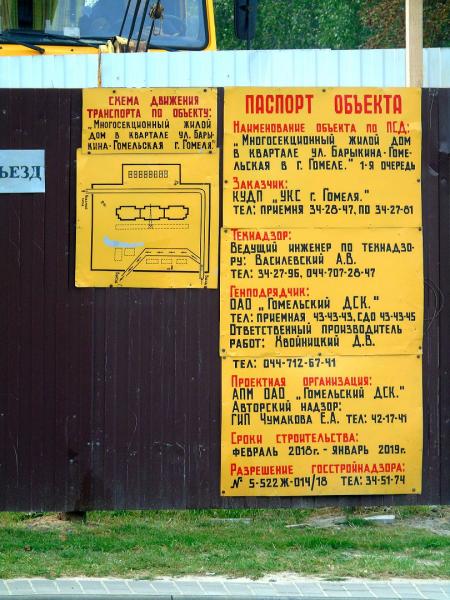 ЪЕЗД
СХЕМА ДВИЖЕНИЯ
ТРАНСПОРТА ПО ОБЪЕКТУ:
„Многосекционный жилой
дом в квартале ул. Бары-
кина-Гомельская г. Гомеля"
ПАСПОРТ ОБЪЕКТА
Наименование объекта по ПСД:
„Многосекционный жилой дом
в квартале ул. Барыкина-Гоме-
льская в г. Гомеле." 1-я очередь
Заказчик:
КУДП „УКС г. Гомеля."
тел: приемня 34-28-47, ПО 34-27-81
Технадзор:
Ведущий инженер по технадзо-
ру: Василевский А.В.
тел: 34-27-96, 044-707-28-47
Генподрядчик:
ОАО „Гомельский ДСК."
тел: приемная 43-43-43, СДО 43-43-45
Ответственный производитель
работ: Хвойницкий Д.В.
тел: 044-712-67-41
Проектная организация:
АПМ ОАО „Гомельский ДСК."
Авторский надзор:
ГИП Чумакова Е.А. тел: 42-17-41
Сроки строительства:
февраль 2018г. - январь 2019г.
Разрешение госстройнадзора:
№ 5-522Ж-014/18 тел: 34-51-74